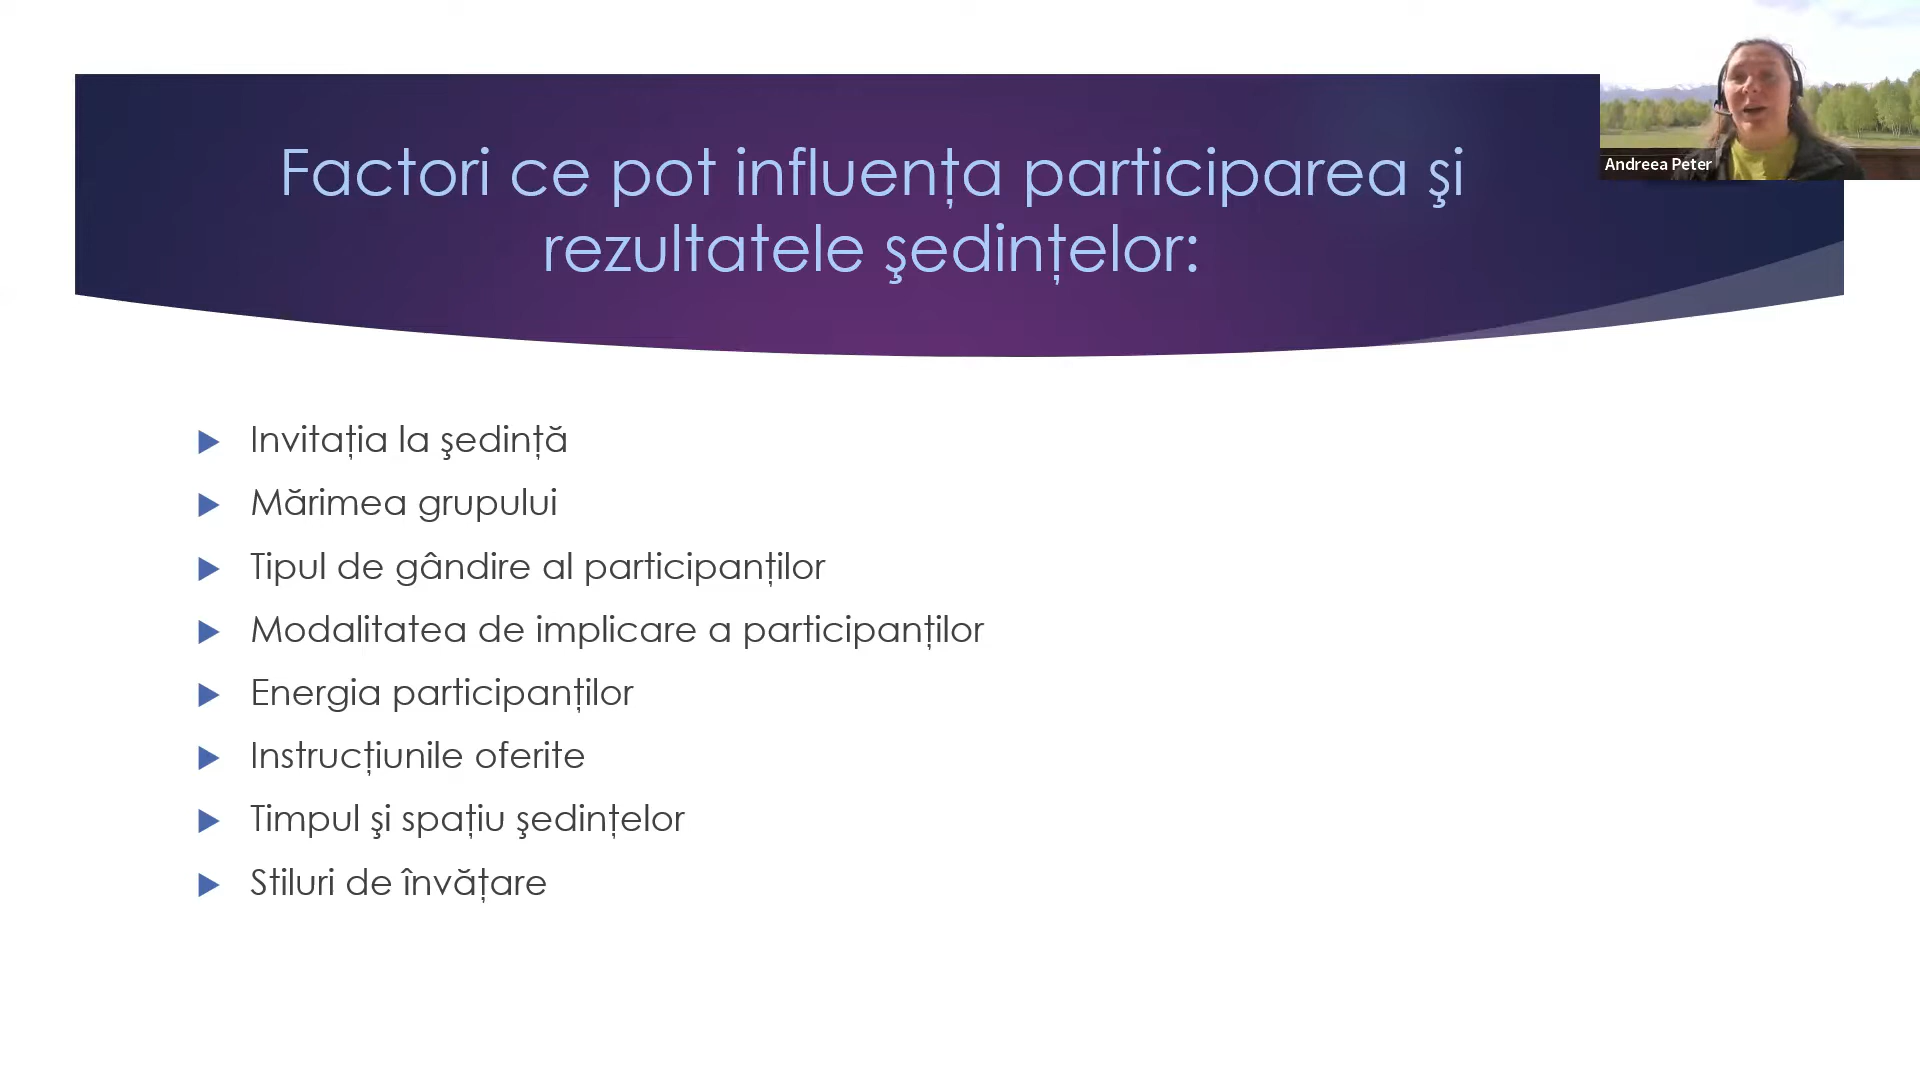 Factori ce pot influența participarea şi
rezultatele şedințelor:
Andreea Peter
Invitația la şedință
Mărimea grupului
Tipul de gândire al participanților
Modalitatea de implicare a participanților
Energia participanților
Instrucțiunile oferite
Timpul şi spațiu şedințelor
Stiluri de învățare